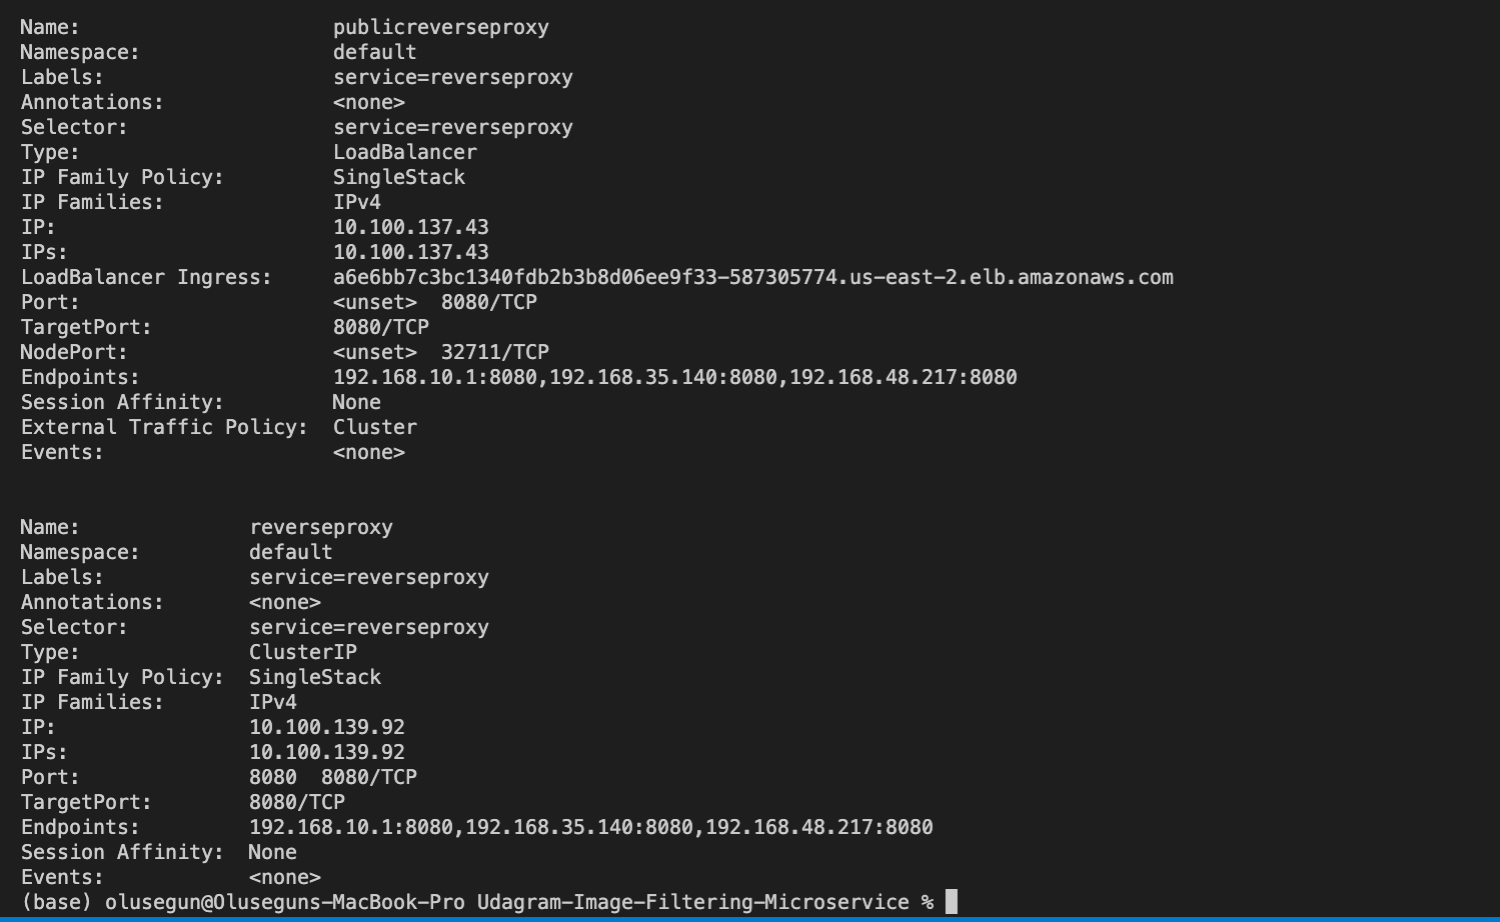 Name:                     publicreverseproxy
Namespace:                default
Labels:                   service=reverseproxy
Annotations:              <none>
Selector:                 service=reverseproxy
Type:                     LoadBalancer
IP Family Policy:         SingleStack
IP Families:              IPv4
IP:                       10.100.137.43
IPs:                      10.100.137.43
LoadBalancer Ingress:     a6e6bb7c3bc1340fdb2b3b8d06ee9f33-587305774.us-east-2.elb.amazonaws.com
Port:                     <unset>  8080/TCP
TargetPort:               8080/TCP
NodePort:                 <unset>  32711/TCP
Endpoints:                192.168.10.1:8080,192.168.35.140:8080,192.168.48.217:8080
Session Affinity:         None
External Traffic Policy:  Cluster
Events:                   <none>
Name:              reverseproxy
Namespace:         default
Labels:            service=reverseproxy
Annotations:       <none>
Selector:          service=reverseproxy
Type:              ClusterIP
IP Family Policy:  SingleStack
IP Families:       IPv4
IP:                10.100.139.92
IPs:               10.100.139.92
Port:              8080  8080/TCP
TargetPort:        8080/TCP
Endpoints:         192.168.10.1:8080,192.168.35.140:8080,192.168.48.217:8080
Session Affinity:  None
Events:            <none>
(base) olusegun@Oluseguns-MacBook-Pro Udagram-Image-Filtering-Microservice %